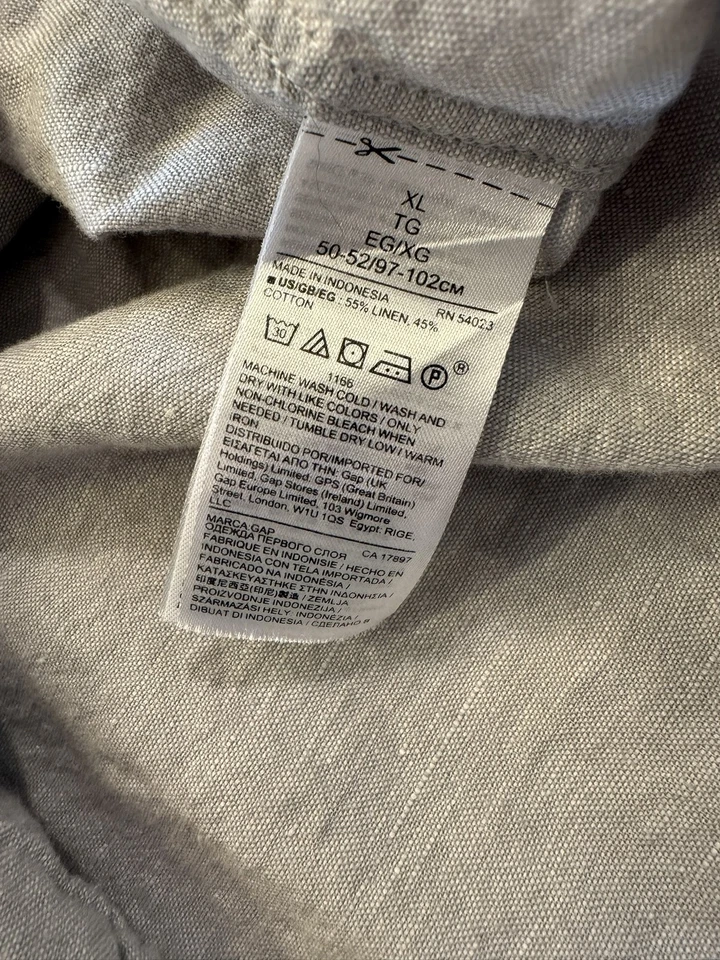 XL
TG
EG/XG
50-52/97-102CM
MADE IN INDONESIA RN 54023
■ US/GB/EG : 55% LINEN, 45%
COTTON
30 P ®
1166
MACHINE WASH COLD / WASH AND
DRY WITH LIKE COLORS / ONLY
NON-CHLORINE BLEACH WHEN
NEEDED / TUMBLE DRY LOW / WARM
IRON
DISTRIBUIDO POR/IMPORTED FOR/
ΕΙΣΑΓΕΤΑΙ ΑΠΟ ΤΗΝ: Gap (UK
Holdings) Limited. GPS (Great Britain)
Limited, Gap Stores (Ireland) Limited,
Gap Europe Limited, 103 Wigmore
Street, London, W1U 1QS Egypt: RIGE,
LLC
MARCA GAP CA 17897
ОДЕЖДА ПЕРВОГО СЛОЯ
FABRIQUE EN INDONISIE / HECHO EN
INDONESIA CON TELA IMPORTADA /
FABRICADO NA INDONÉSIA /
ΚΑΤΑΣΚΕΥΑΣΤΗΚΕ ΣΤΗΝ ΙΝΔΟΝΗΣΙΑ /
印度尼西亞(印尼)製造 / ZEMLJA
PROIZVODNJE INDONEZIJA /
SZÁRMAZÁSI HELY: INDONÉZIA /
DIBUAT DI INDONESIA / СДЕЛАНО В